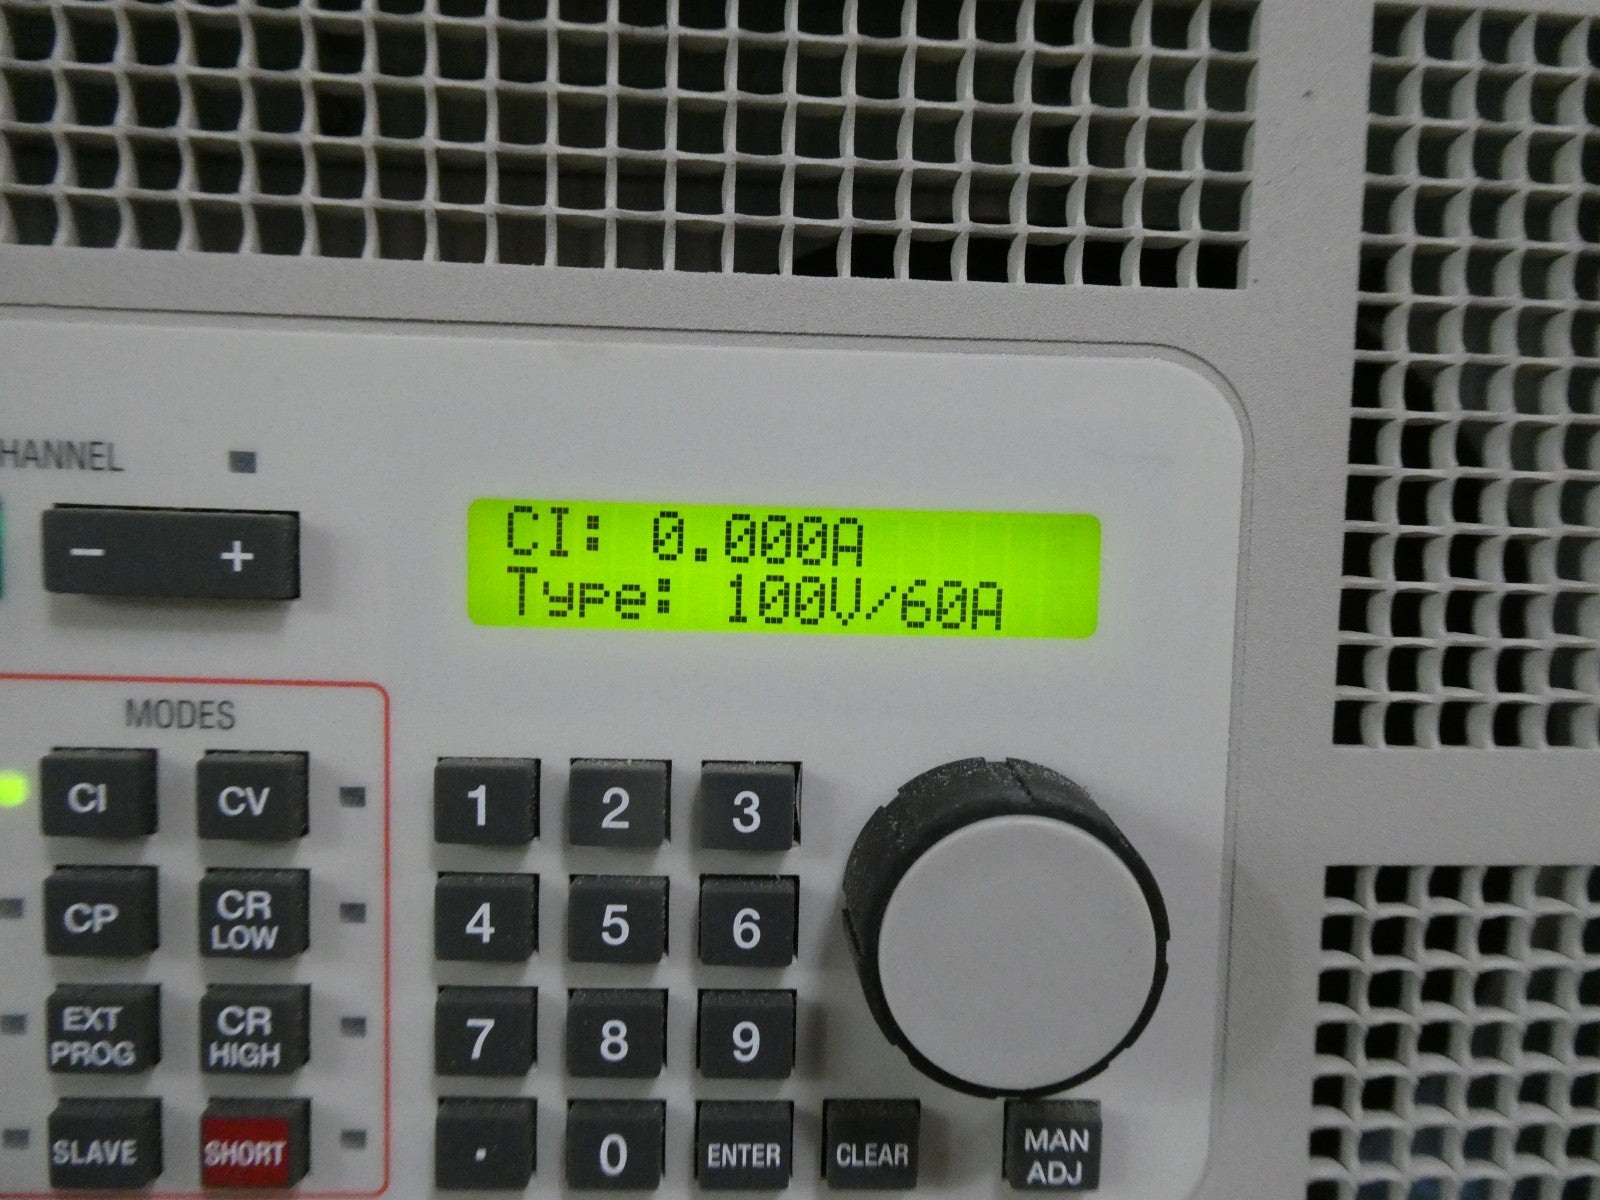 HANNEL
− +
CI: 0.000A
Type: 100V/60A
MODES
CI CV
CP CR LOW
EXT PROG CR HIGH
SLAVE SHORT
1 2 3
4 5 6
7 8 9
. 0 ENTER CLEAR MAN ADJ